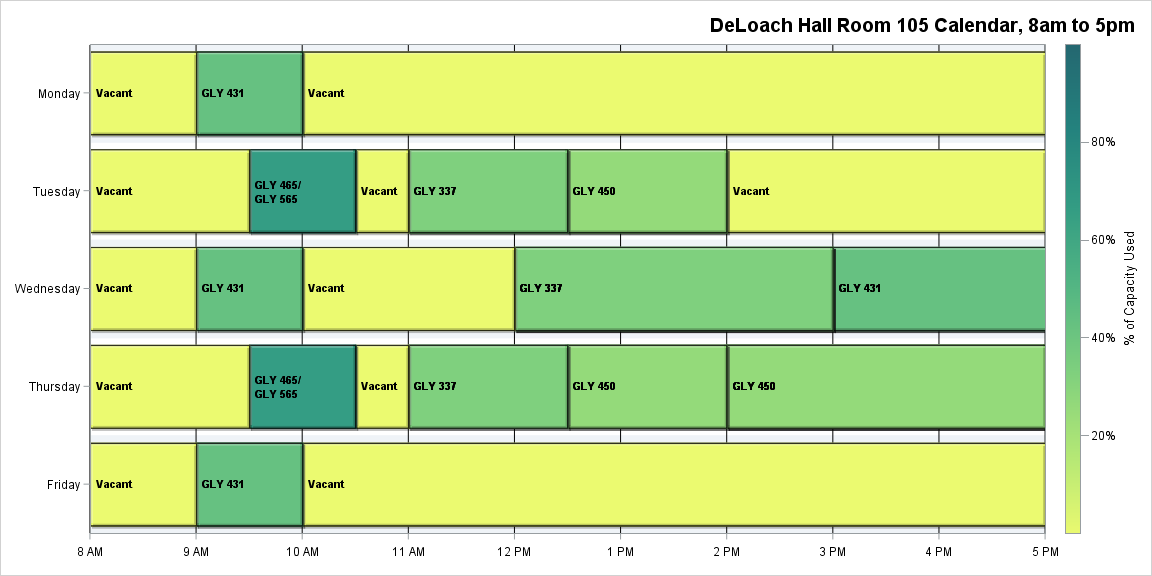 DeLoach Hall Room 105 Calendar, 8am to 5pm
Monday
Vacant
GLY 431
Vacant
Tuesday
Vacant
GLY 465/
GLY 565
Vacant
GLY 337
GLY 450
Vacant
Wednesday
Vacant
GLY 431
Vacant
GLY 337
GLY 431
Thursday
Vacant
GLY 465/
GLY 565
Vacant
GLY 337
GLY 450
GLY 450
Friday
Vacant
GLY 431
Vacant
8 AM
9 AM
10 AM
11 AM
12 PM
1 PM
2 PM
3 PM
4 PM
5 PM
80%
60%
40%
20%
% of Capacity Used